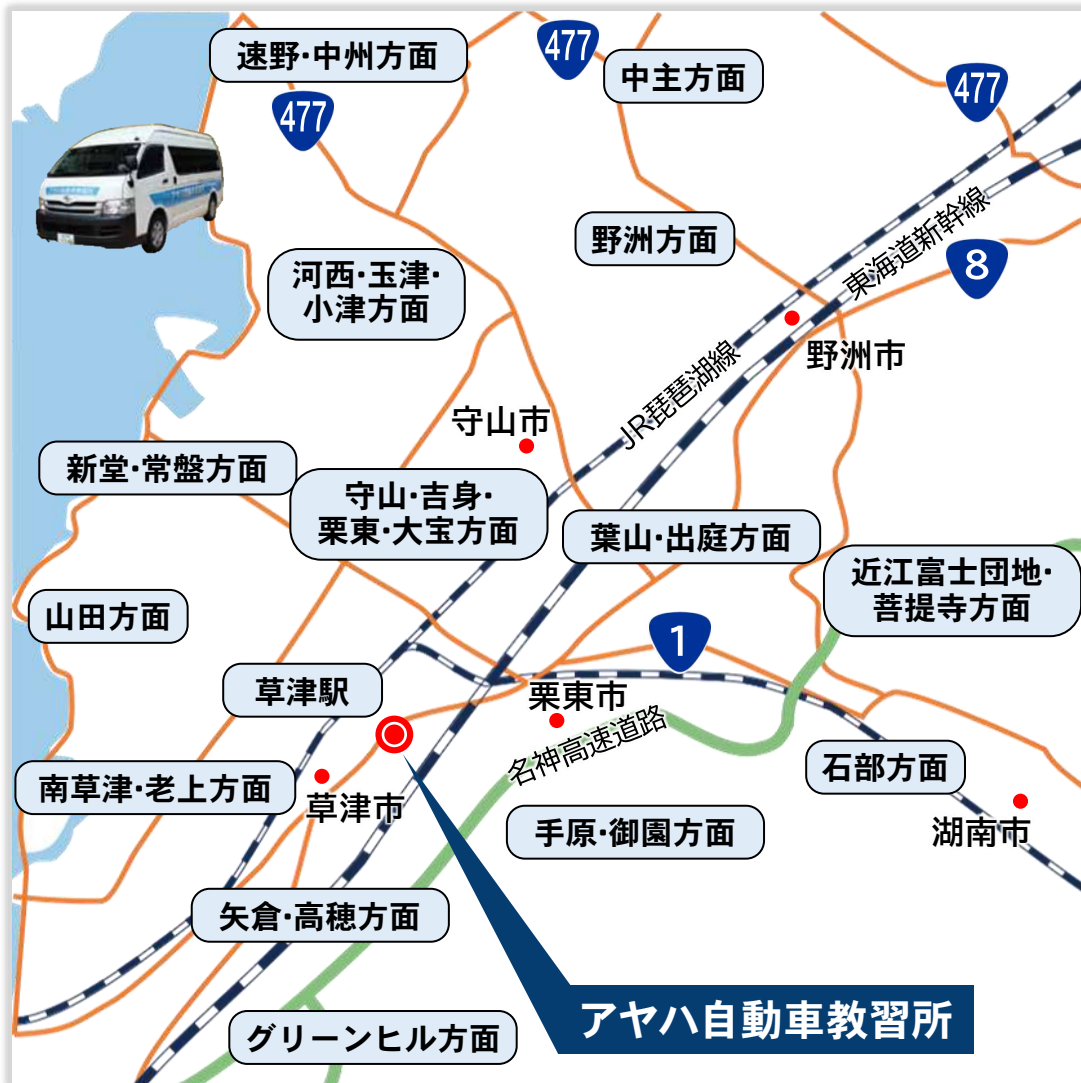 速野･中州方面
477
中主方面
477
477
野洲方面
東海道新幹線
8
河西･玉津･
小津方面
野洲市
JR琵琶湖線
守山市
新堂･常盤方面
守山･吉身･
栗東･大宝方面
葉山･出庭方面
近江富士団地･
菩提寺方面
山田方面
1
草津駅
栗東市
名神高速道路
石部方面
南草津･老上方面
草津市
手原･御園方面
湖南市
矢倉･高穂方面
アヤハ自動車教習所
グリーンヒル方面